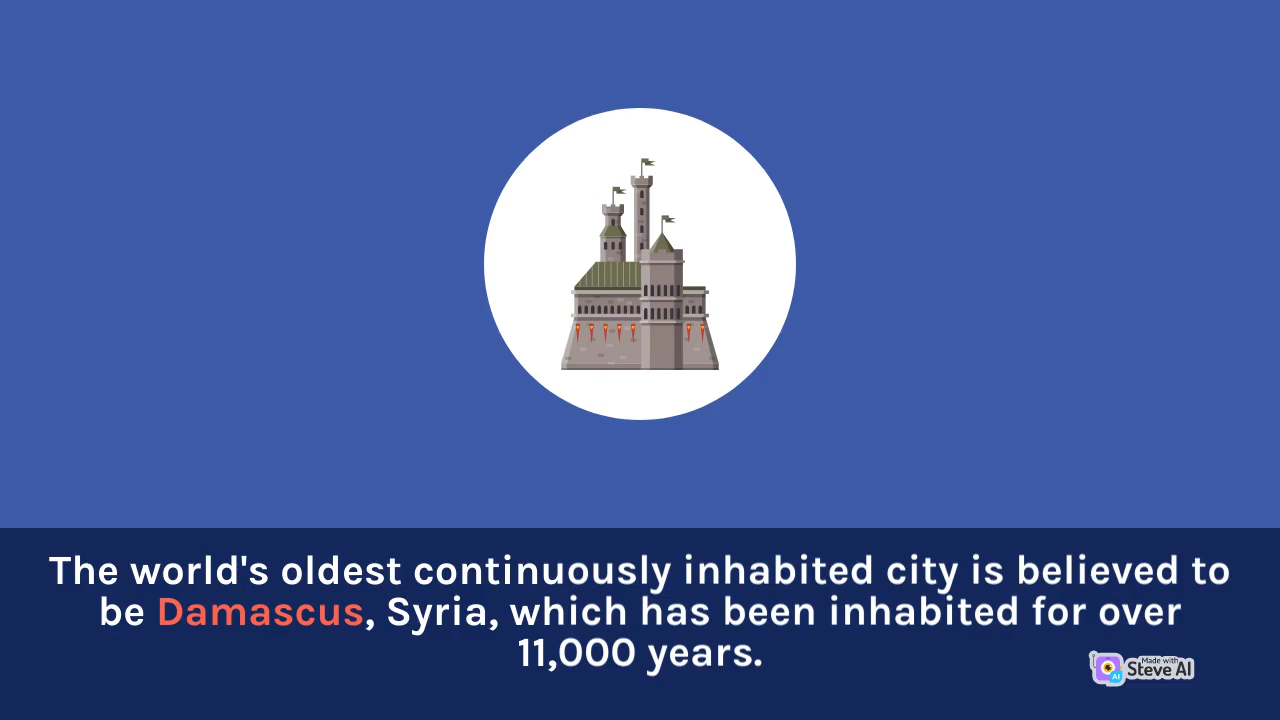 The world's oldest continuously inhabited city is believed to
be Damascus, Syria, which has been inhabited for over
11,000 years.
Made with
Steve AI
AI